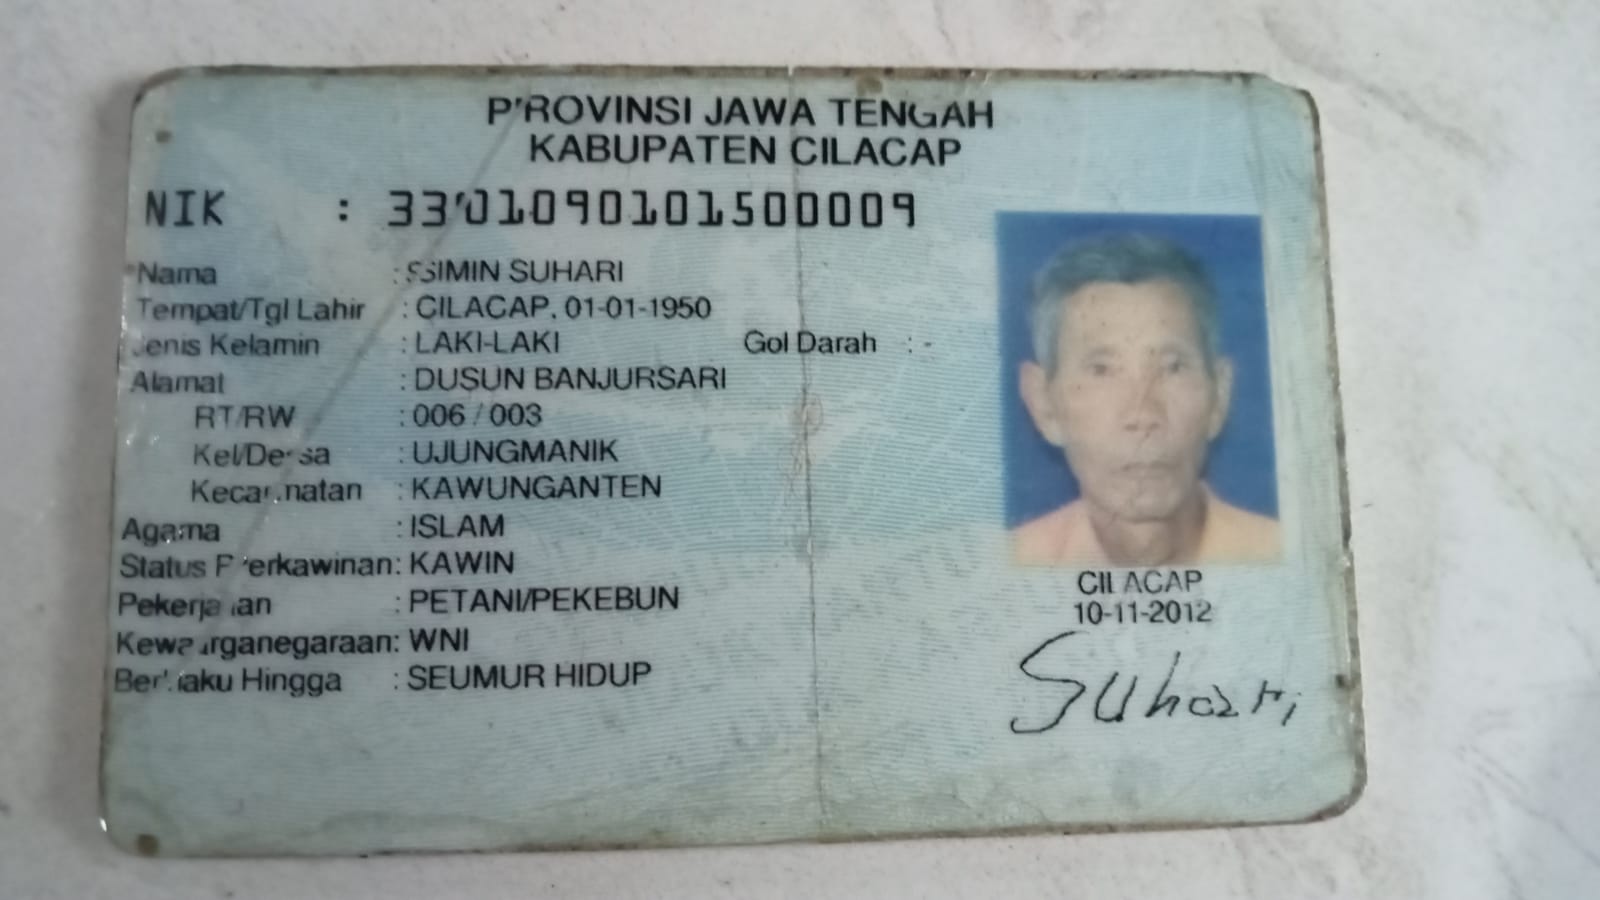 PROVINSI JAWA TENGAH
KABUPATEN CILACAP
NIK : 3301090101500009
Nama : SIMIN SUHARI
Tempat/Tgl Lahir : CILACAP, 01-01-1950
Jenis Kelamin : LAKI-LAKI Gol Darah : -
Alamat : DUSUN BANJURSARI
RT/RW : 006 / 003
Kel/Desa : UJUNGMANIK
Kecamatan : KAWUNGANTEN
Agama : ISLAM
Status Perkawinan: KAWIN
Pekerjaan : PETANI/PEKEBUN
Kewarganegaraan: WNI
Berlaku Hingga : SEUMUR HIDUP
CILACAP
10-11-2012
Suhari